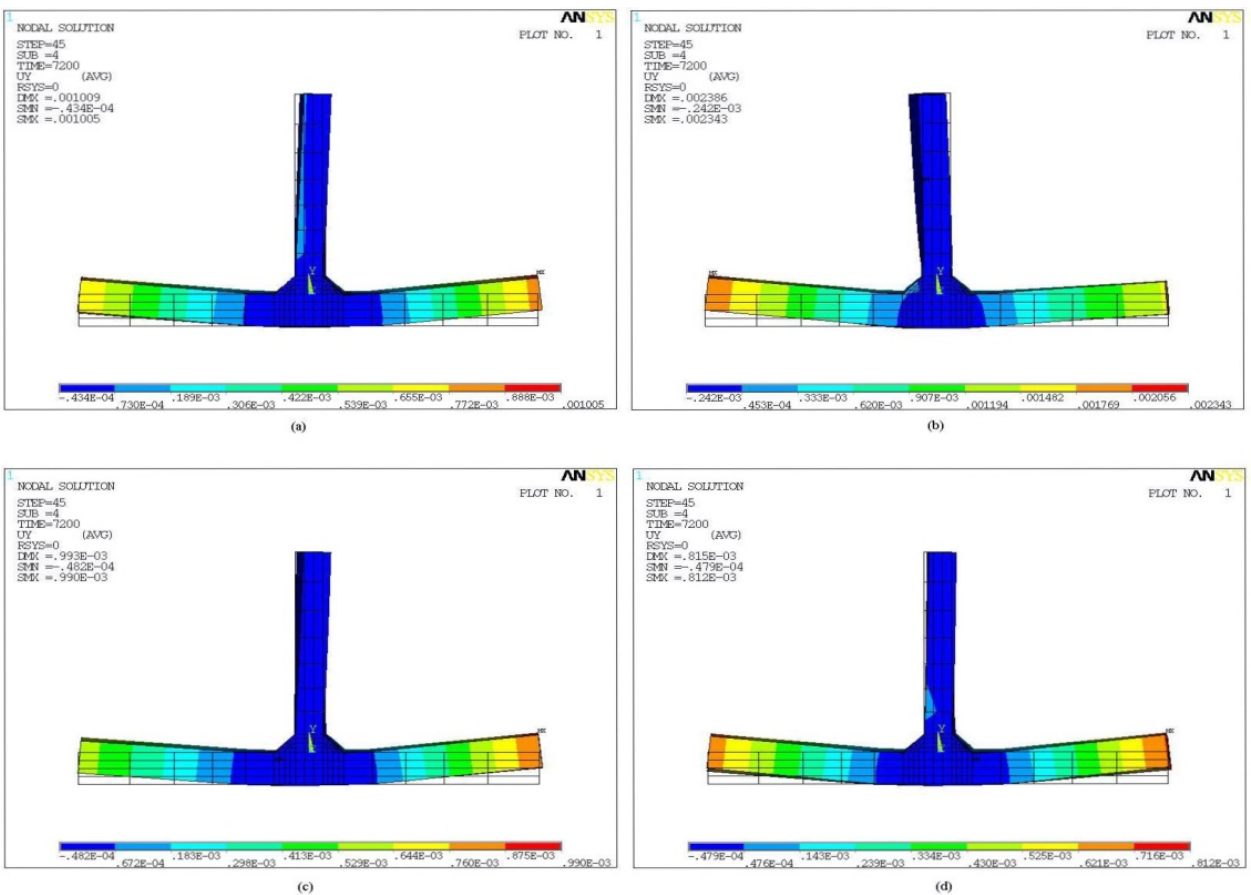 1
ANSYS
NODAL SOLUTION
PLOT NO. 1
STEP=45
SUB =4
TIME=7200
UY (AVG)
RSYS=0
DMX =.001009
SMN =-.434E-04
SMX =.001005
Y
MX
-.434E-04 .189E-03 .422E-03 .655E-03 .888E-03
.730E-04 .306E-03 .539E-03 .772E-03 .001005
(a)
1
ANSYS
NODAL SOLUTION
PLOT NO. 1
STEP=45
SUB =4
TIME=7200
UY (AVG)
RSYS=0
DMX =.002386
SMN =-.242E-03
SMX =.002343
MX
Y
-.242E-03 .333E-03 .907E-03 .001482 .002056
.453E-04 .620E-03 .001194 .001769 .002343
(b)
1
ANSYS
NODAL SOLUTION
PLOT NO. 1
STEP=45
SUB =4
TIME=7200
UY (AVG)
RSYS=0
DMX =.993E-03
SMN =-.482E-04
SMX =.990E-03
Y
MX
-.482E-04 .183E-03 .413E-03 .644E-03 .875E-03
.672E-04 .298E-03 .529E-03 .760E-03 .990E-03
(c)
1
ANSYS
NODAL SOLUTION
PLOT NO. 1
STEP=45
SUB =4
TIME=7200
UY (AVG)
RSYS=0
DMX =.815E-03
SMN =-.479E-04
SMX =.812E-03
Y
MX
-.479E-04 .143E-03 .334E-03 .525E-03 .716E-03
.476E-04 .239E-03 .430E-03 .621E-03 .812E-03
(d)